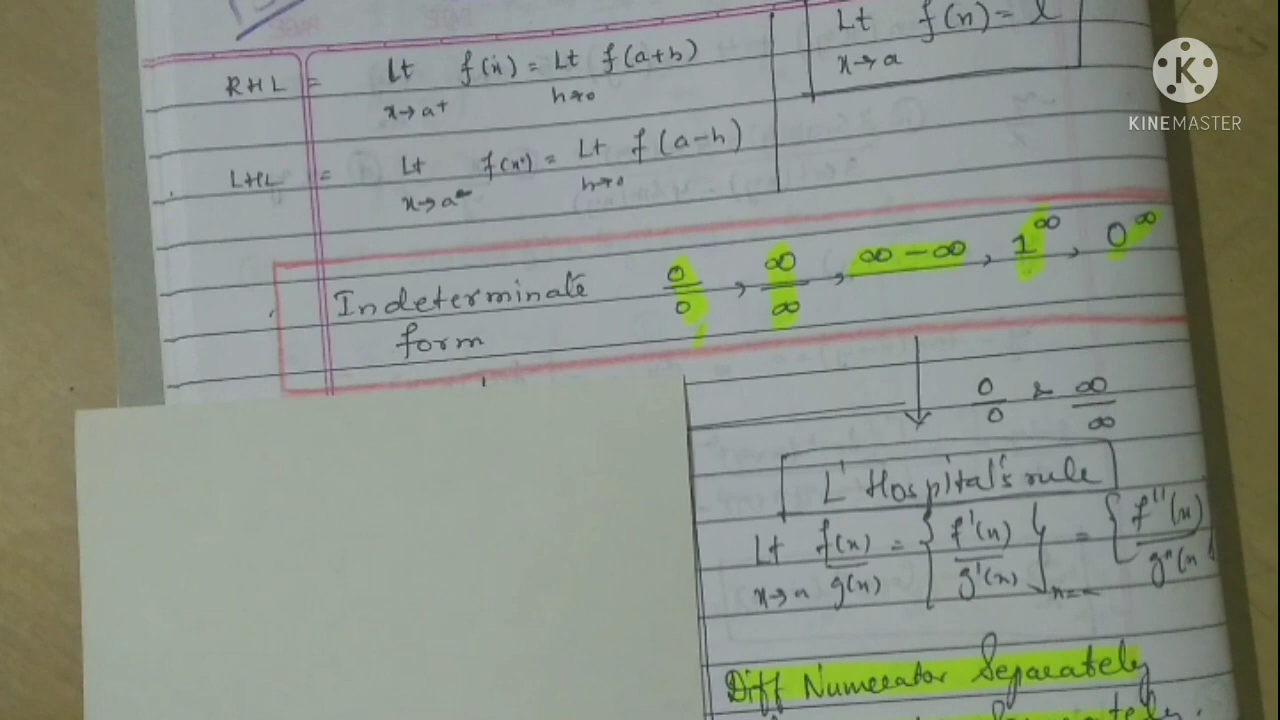 Lt f(x) = l
x→a
RHL = Lt f(x) = Lt f(a+h)
x→a⁺ h→0
LHL = Lt f(x) = Lt f(a-h)
x→a⁻ h→0
Indeterminate form 0/0, ∞/∞, ∞-∞, 1^∞, 0^∞
0/0 & ∞/∞
L'Hospital's rule
Lt f(x)/g(x) = {f'(x)/g'(x)} = {f''(x)/g''(x)
x→a
Diff Numerator Separately
KINEMASTER